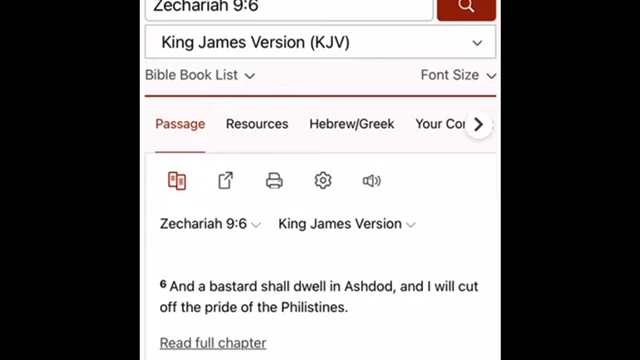 Zechariah 9:6
King James Version (KJV)
Bible Book List Font Size
Passage Resources Hebrew/Greek Your
Zechariah 9:6 King James Version
6 And a bastard shall dwell in Ashdod, and I will cut
off the pride of the Philistines.
Read full chapter